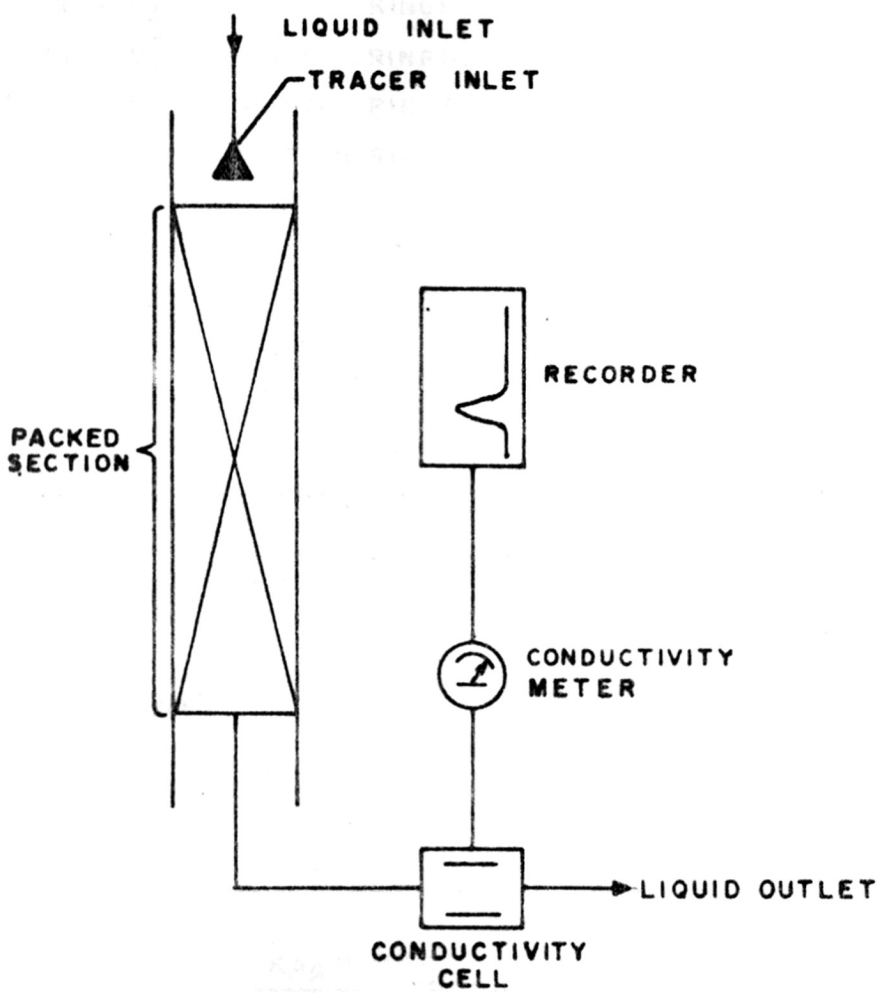 LIQUID INLET
TRACER INLET
RECORDER
PACKED
SECTION
CONDUCTIVITY
METER
LIQUID OUTLET
CONDUCTIVITY
CELL